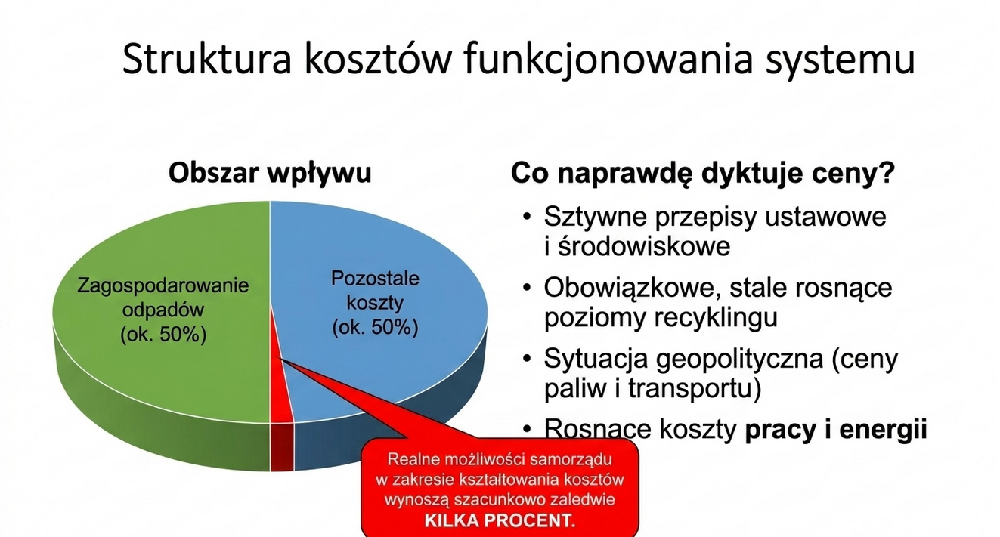 Struktura kosztów funkcjonowania systemu
Obszar wpływu
Zagospodarowanie
odpadów
(ok. 50%)
Pozostale
koszty
(ok. 50%)
Co naprawdę dyktuje ceny?
• Sztywne przepisy ustawowe
i środowiskowe
• Obowiązkowe, stale rosnące
poziomy recyklingu
• Sytuacja geopolityczna (ceny
paliw i transportu)
• Rosnące koszty pracy i energii
Realne możliwości samorządu
w zakresie kształtowania kosztów
wynoszą szacunkowo zaledwie
KILKA PROCENT.